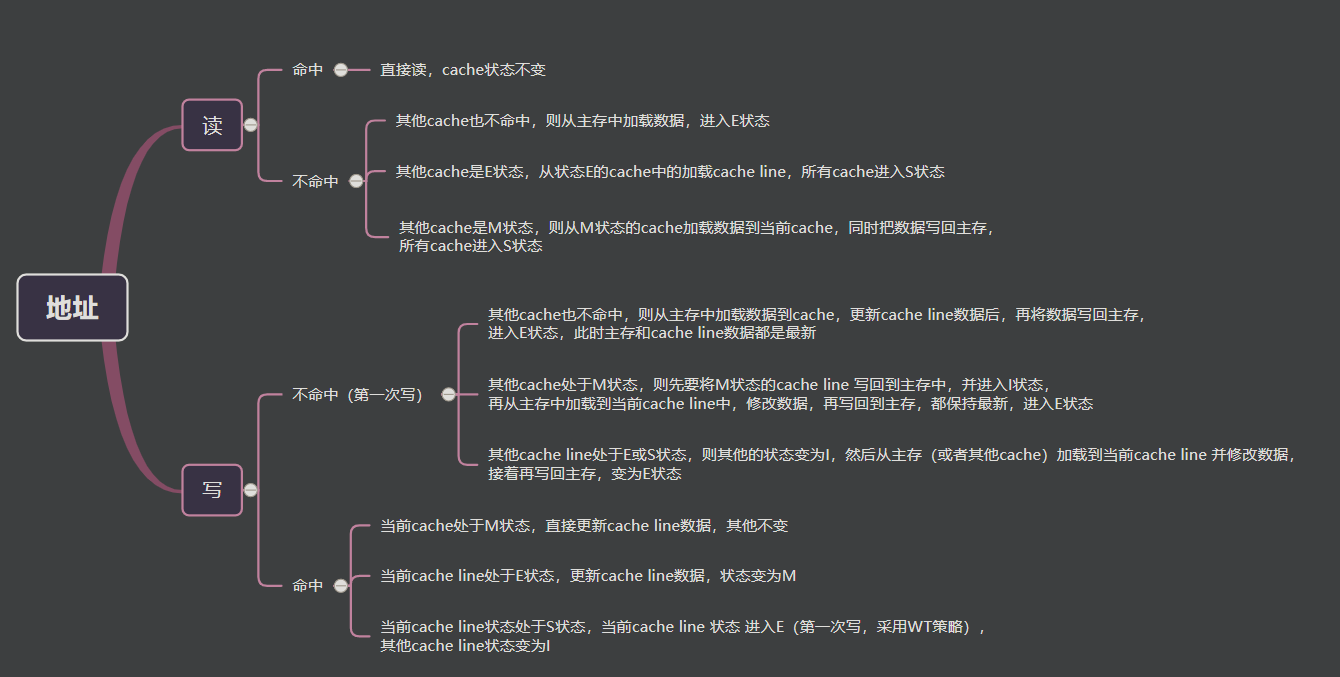 地址
读
命中
直接读，cache状态不变
不命中
其他cache也不命中，则从主存中加载数据，进入E状态
其他cache是E状态，从状态E的cache中的加载cache line，所有cache进入S状态
其他cache是M状态，则从M状态的cache加载数据到当前cache，同时把数据写回主存，
所有cache进入S状态
写
不命中（第一次写）
其他cache也不命中，则从主存中加载数据到cache，更新cache line数据后，再将数据写回主存，
进入E状态，此时主存和cache line数据都是最新
其他cache处于M状态，则先要将M状态的cache line 写回到主存中，并进入I状态，
再从主存中加载到当前cache line中，修改数据，再写回到主存，都保持最新，进入E状态
其他cache line处于E或S状态，则其他的状态变为I，然后从主存（或者其他cache）加载到当前cache line 并修改数据，
接着再写回主存，变为E状态
命中
当前cache处于M状态，直接更新cache line数据，其他不变
当前cache line处于E状态，更新cache line数据，状态变为M
当前cache line状态处于S状态，当前cache line 状态 进入E（第一次写，采用WT策略），
其他cache line状态变为I